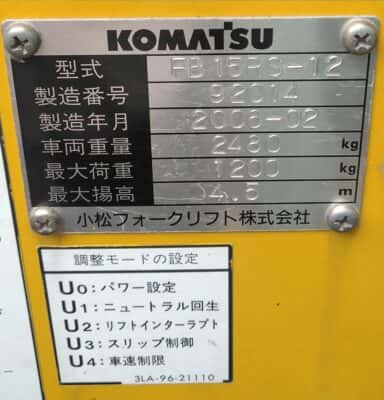 KOMATSU
型式 FB15RS-12
製造番号 92014
製造年月 2006-02
車両重量 2480 kg
最大荷重 1200 kg
最大揚高 4.5 m
小松フォークリフト株式会社
調整モードの設定
U0:パワー設定
U1:ニュートラル回生
U2:リフトインターラプト
U3:スリップ制御
U4:車速制限
3LA-96-21110